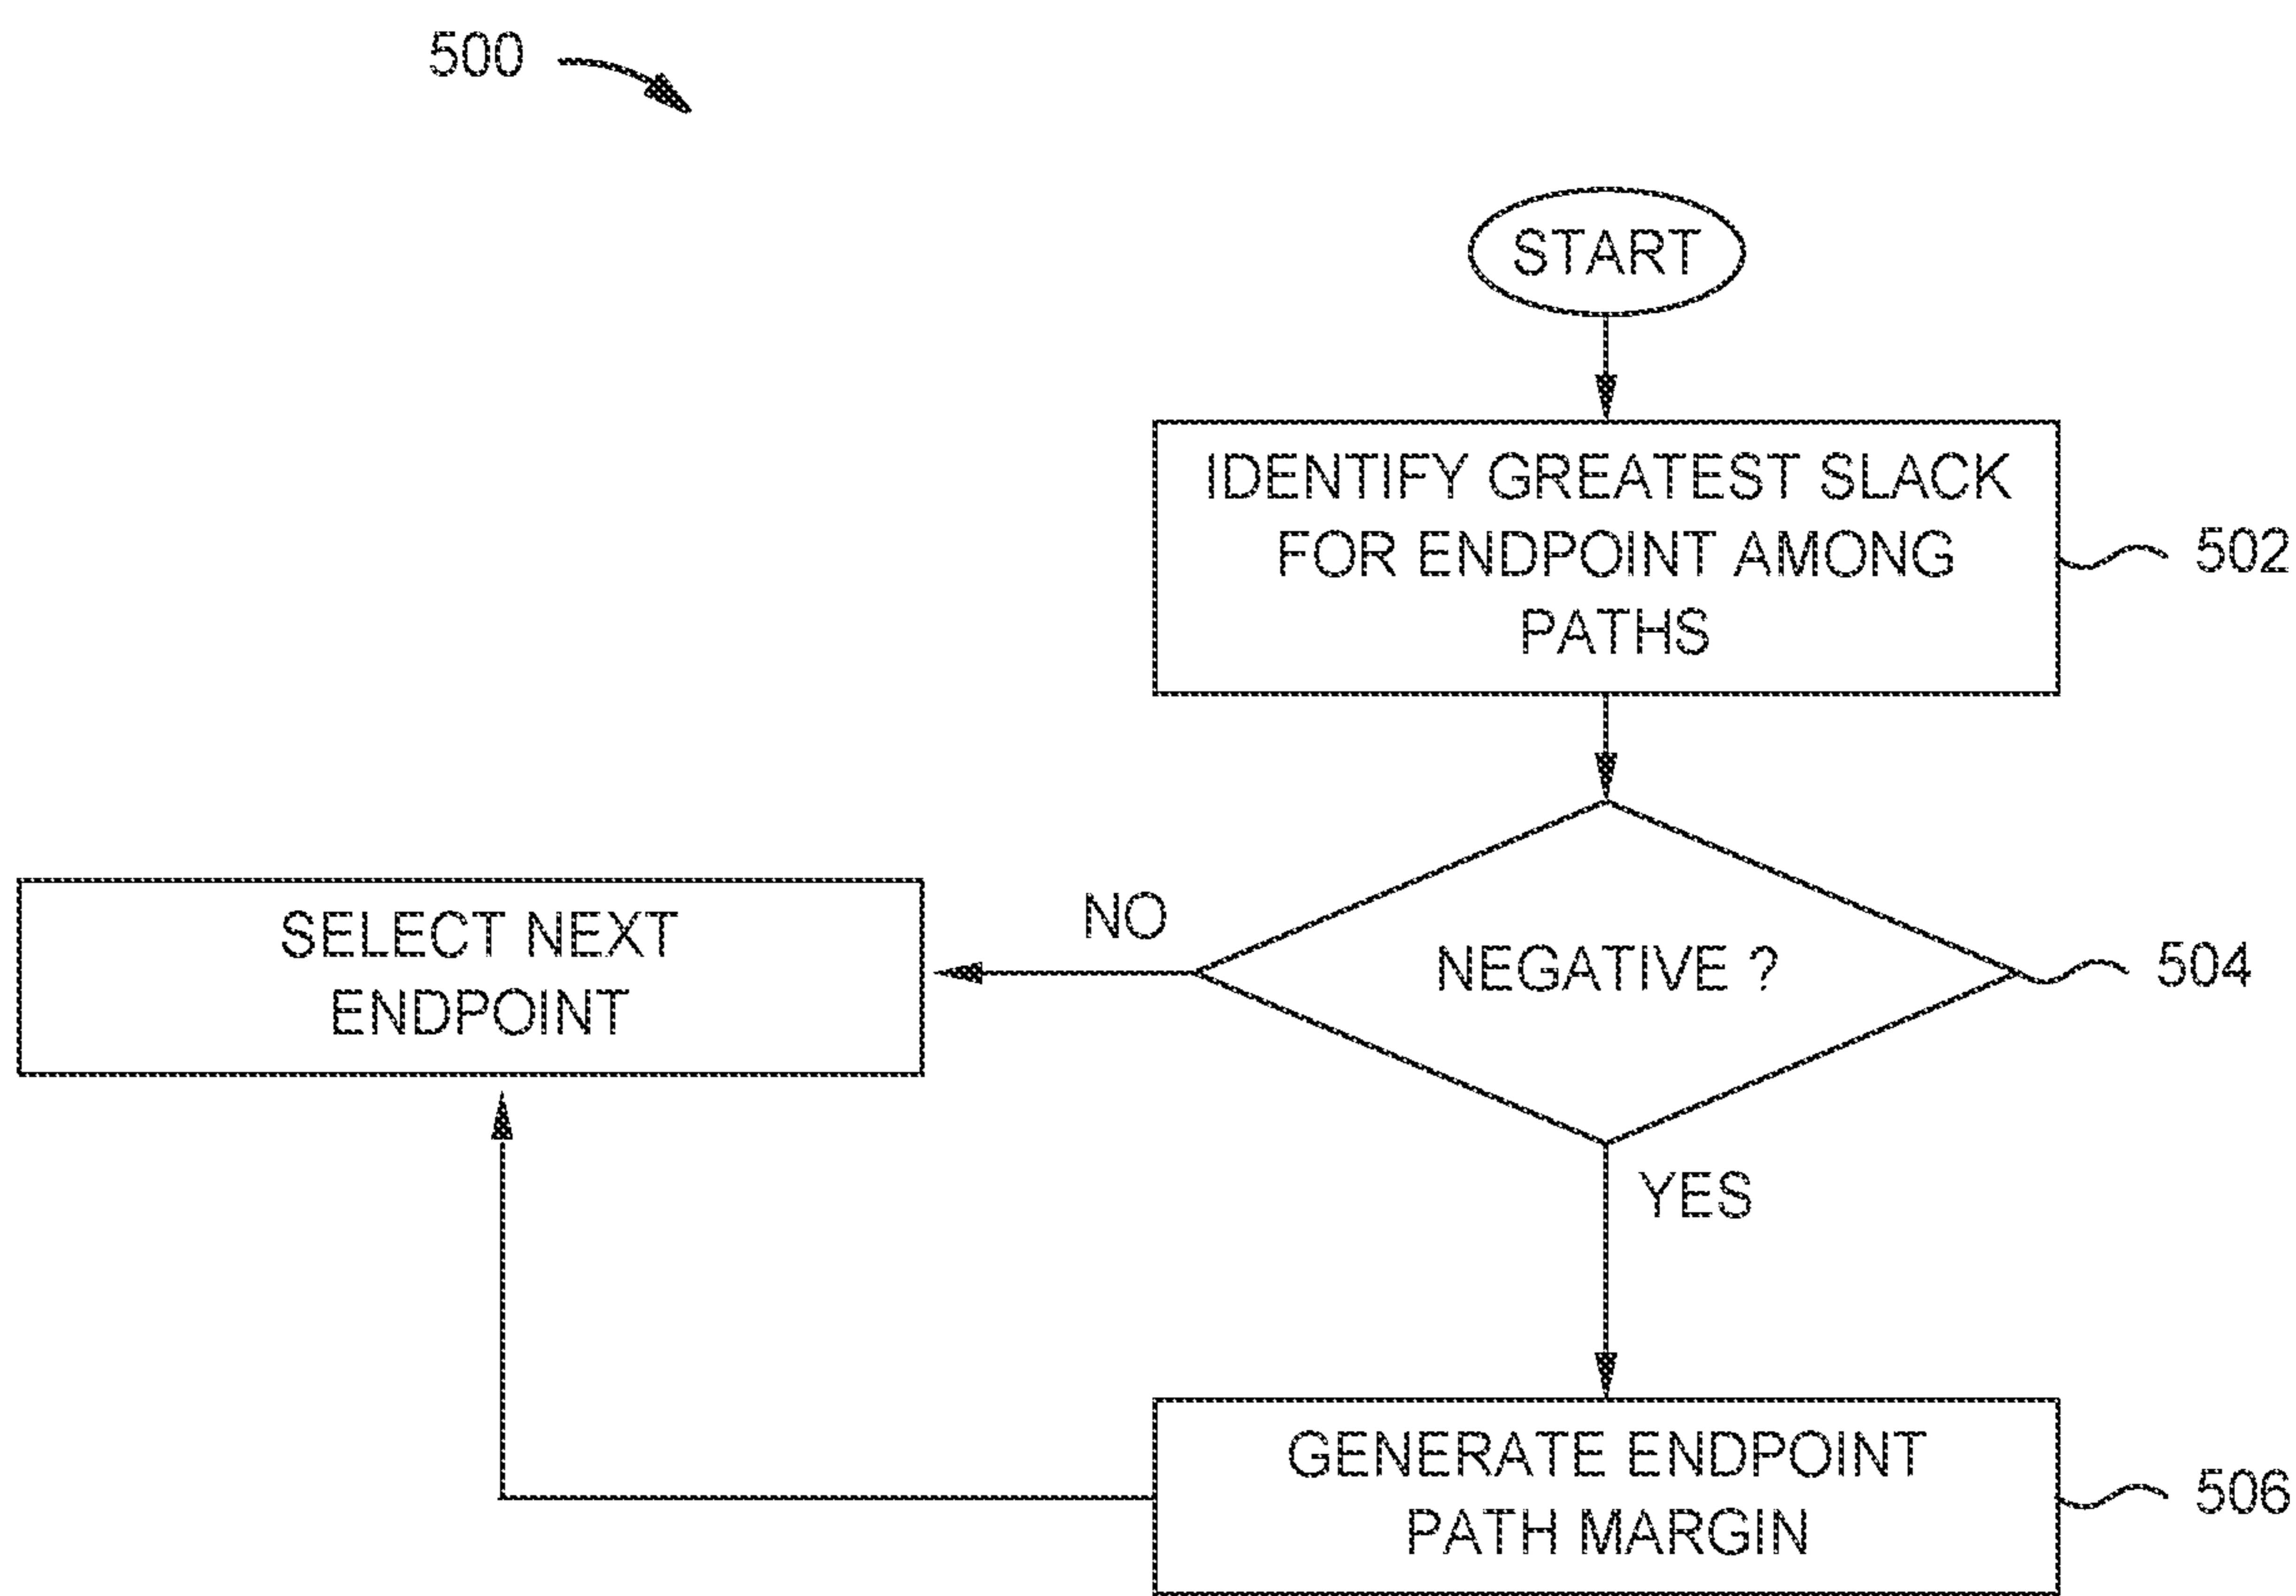 500
START
IDENTIFY GREATEST SLACK
FOR ENDPOINT AMONG
PATHS
502
SELECT NEXT
ENDPOINT
NO
NEGATIVE ?
504
YES
GENERATE ENDPOINT
PATH MARGIN
506